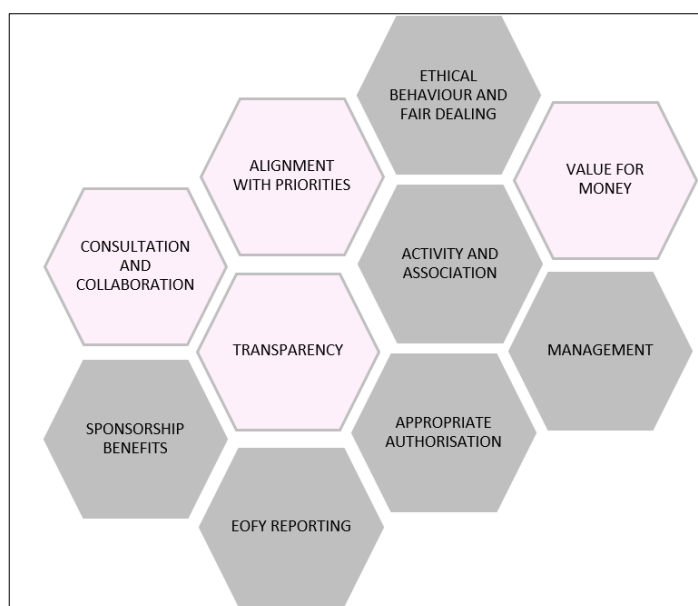 ETHICAL
BEHAVIOUR AND
FAIR DEALING
ALIGNMENT
WITH PRIORITIES
VALUE FOR
MONEY
CONSULTATION
AND
COLLABORATION
ACTIVITY AND
ASSOCIATION
TRANSPARENCY
MANAGEMENT
SPONSORSHIP
BENEFITS
APPROPRIATE
AUTHORISATION
EOFY REPORTING